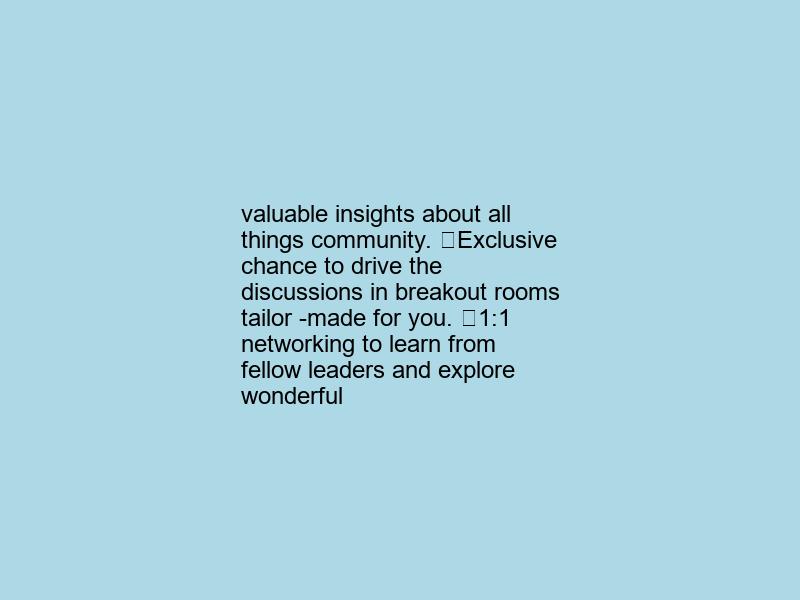 valuable insights about all
things community. □Exclusive
chance to drive the
discussions in breakout rooms
tailor -made for you. □1:1
networking to learn from
fellow leaders and explore
wonderful